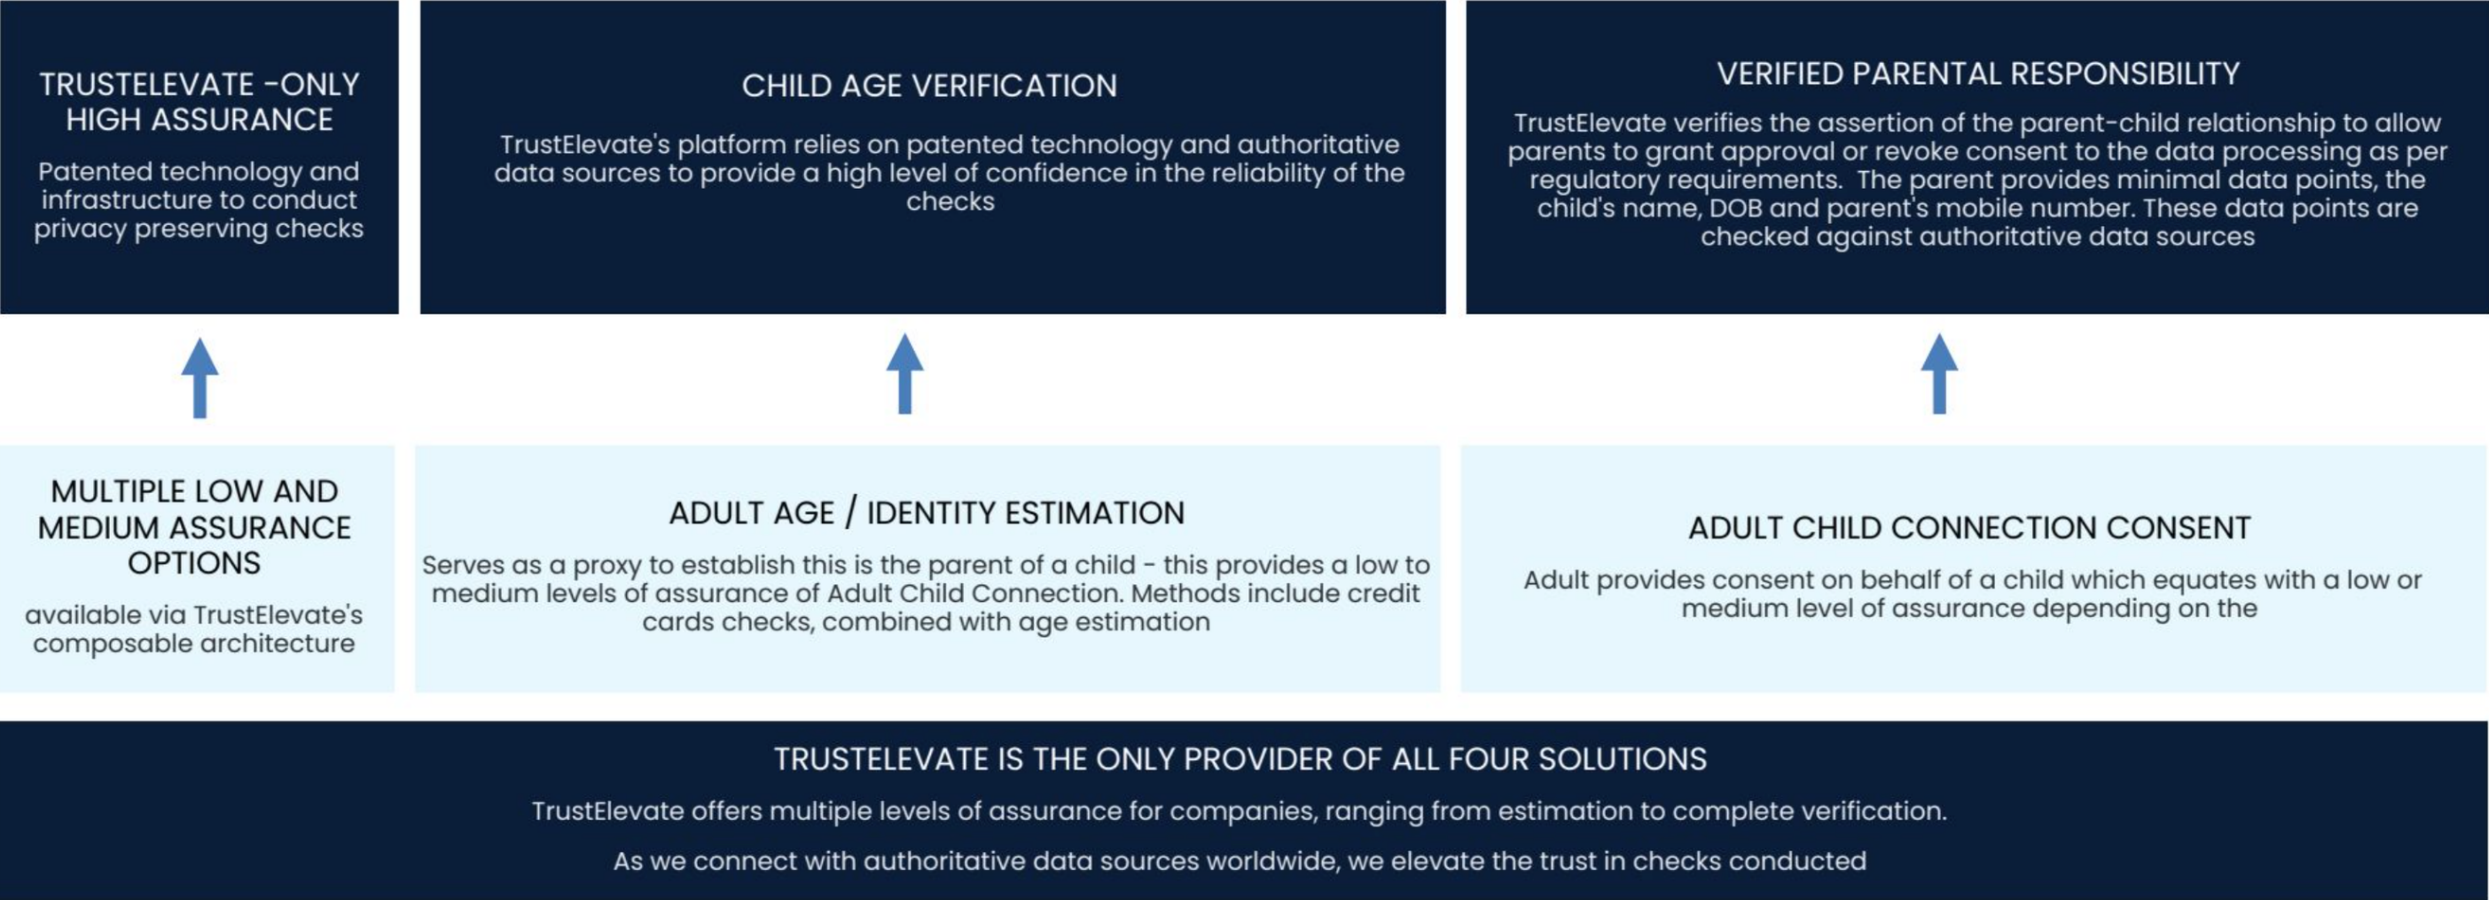 TRUSTELEVATE -ONLY
HIGH ASSURANCE
Patented technology and
infrastructure to conduct
privacy preserving checks
CHILD AGE VERIFICATION
TrustElevate's platform relies on patented technology and authoritative
data sources to provide a high level of confidence in the reliability of the
checks
VERIFIED PARENTAL RESPONSIBILITY
TrustElevate verifies the assertion of the parent-child relationship to allow
parents to grant approval or revoke consent to the data processing as per
regulatory requirements. The parent provides minimal data points, the
child's name, DOB and parent's mobile number. These data points are
checked against authoritative data sources
MULTIPLE LOW AND
MEDIUM ASSURANCE
OPTIONS
available via TrustElevate's
composable architecture
ADULT AGE / IDENTITY ESTIMATION
Serves as a proxy to establish this is the parent of a child - this provides a low to
medium levels of assurance of Adult Child Connection. Methods include credit
cards checks, combined with age estimation
ADULT CHILD CONNECTION CONSENT
Adult provides consent on behalf of a child which equates with a low or
medium level of assurance depending on the
TRUSTELEVATE IS THE ONLY PROVIDER OF ALL FOUR SOLUTIONS
TrustElevate offers multiple levels of assurance for companies, ranging from estimation to complete verification.
As we connect with authoritative data sources worldwide, we elevate the trust in checks conducted